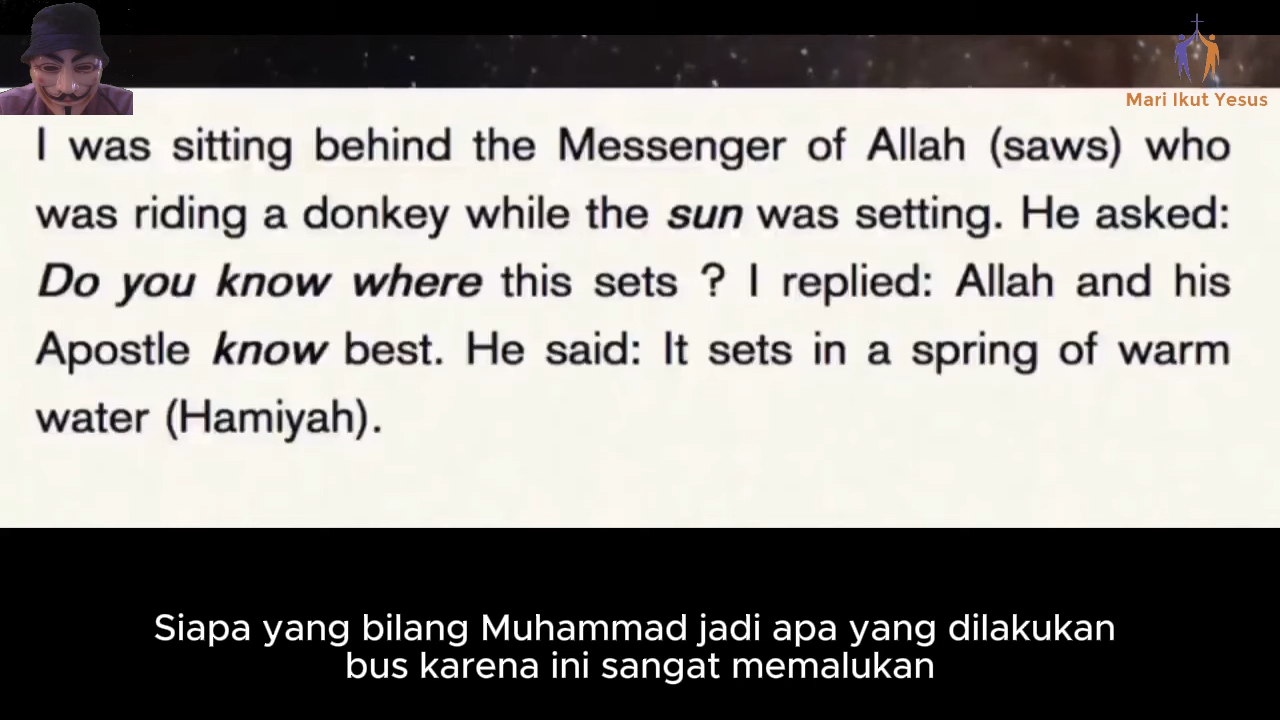 Mari Ikut Yesus
I was sitting behind the Messenger of Allah (saws) who
was riding a donkey while the sun was setting. He asked:
Do you know where this sets ? I replied: Allah and his
Apostle know best. He said: It sets in a spring of warm
water (Hamiyah).
Siapa yang bilang Muhammad jadi apa yang dilakukan
bus karena ini sangat memalukan